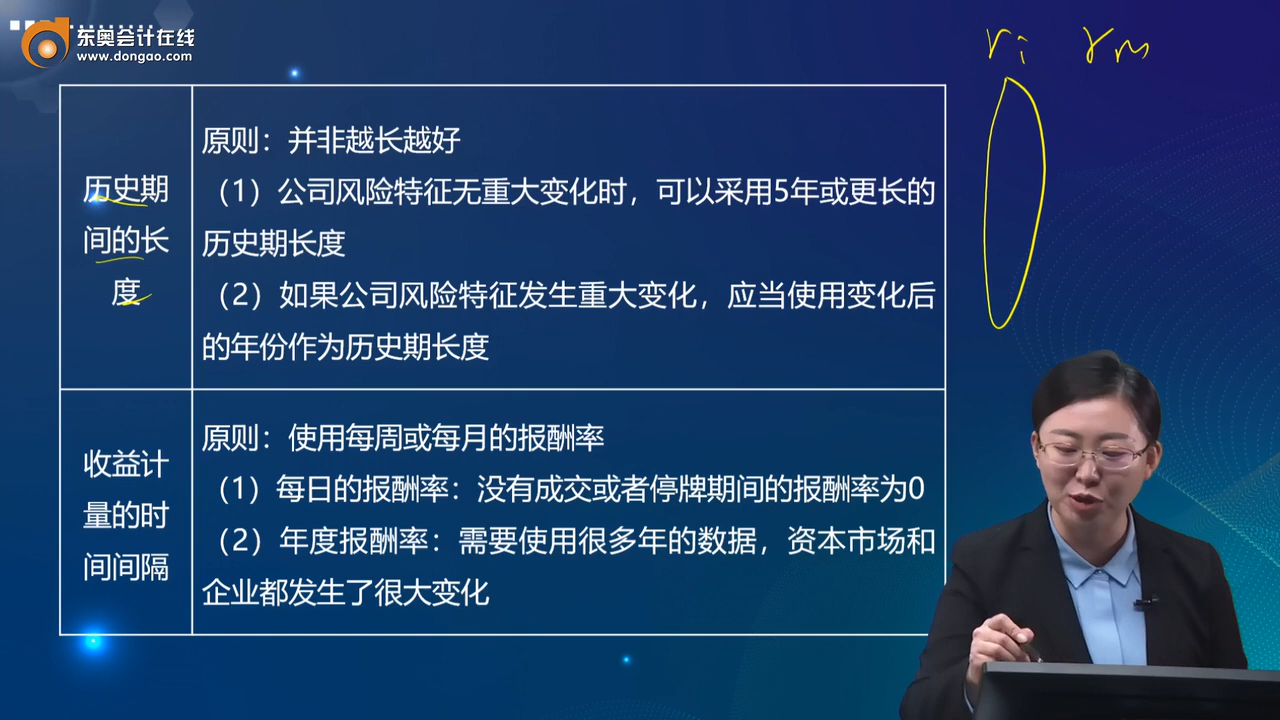 东奥会计在线
www.dongao.com
ri rm
历史期
间的长
度
原则：并非越长越好
（1）公司风险特征无重大变化时，可以采用5年或更长的
历史期长度
（2）如果公司风险特征发生重大变化，应当使用变化后
的年份作为历史期长度
收益计
量的时
间间隔
原则：使用每周或每月的报酬率
（1）每日的报酬率：没有成交或者停牌期间的报酬率为0
（2）年度报酬率：需要使用很多年的数据，资本市场和
企业都发生了很大变化